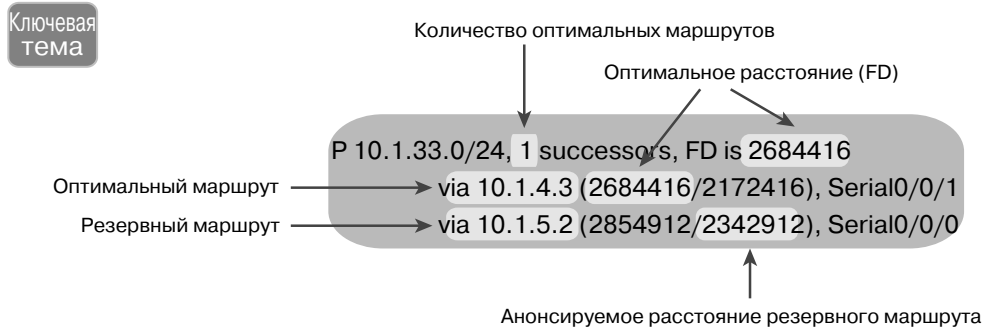 Ключевая
тема
Количество оптимальных маршрутов
Оптимальное расстояние (FD)
P 10.1.33.0/24, 1 successors, FD is 2684416
Оптимальный маршрут
via 10.1.4.3 (2684416/2172416), Serial0/0/1
Резервный маршрут
via 10.1.5.2 (2854912/2342912), Serial0/0/0
Анонсируемое расстояние резервного маршрута